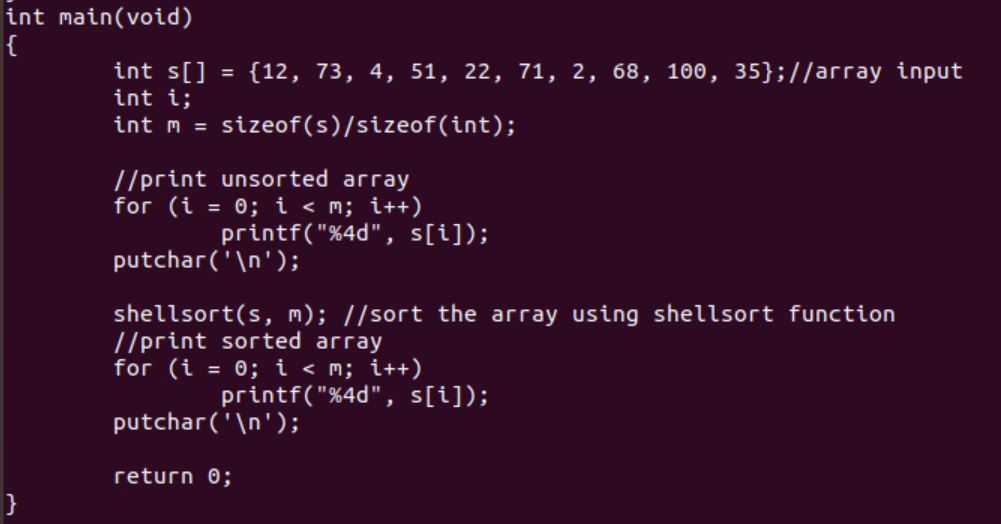 int main(void)
{
        int s[] = {12, 73, 4, 51, 22, 71, 2, 68, 100, 35};//array input
        int i;
        int m = sizeof(s)/sizeof(int);

        //print unsorted array
        for (i = 0; i < m; i++)
                printf("%4d", s[i]);
        putchar('\n');

        shellsort(s, m); //sort the array using shellsort function
        //print sorted array
        for (i = 0; i < m; i++)
                printf("%4d", s[i]);
        putchar('\n');

        return 0;
}